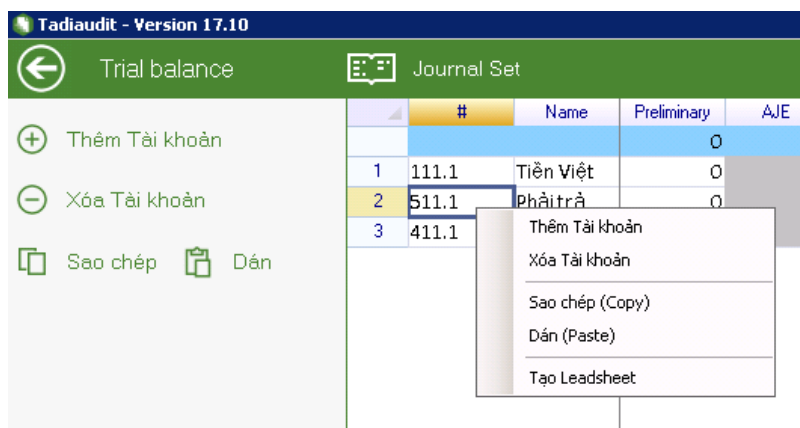 Tadiaudit - Version 17.10
Trial balance
Journal Set
Thêm Tài khoản
Xóa Tài khoản
Sao chép Dán
# Name Preliminary AJE
0
1 111.1 Tiền Việt 0
2 511.1 Phải trả 0
3 411.1
Thêm Tài khoản
Xóa Tài khoản
Sao chép (Copy)
Dán (Paste)
Tạo Leadsheet